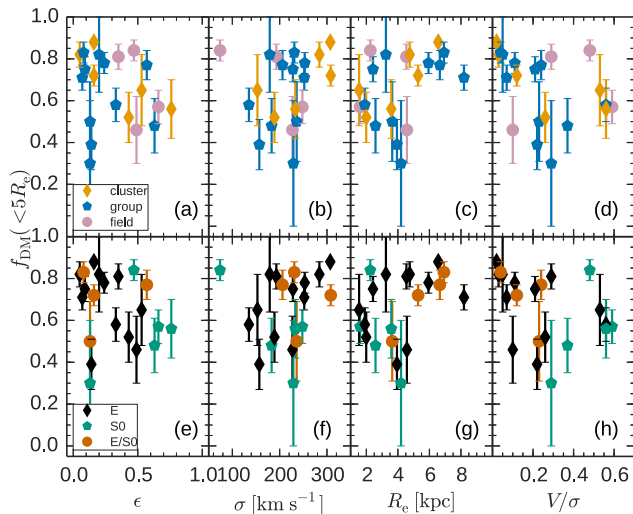 1.0
0.8
0.6
0.4
0.2
cluster
group
field
(a)
(b)
(c)
(d)
f_DM(<5R_e)
1.0
0.8
0.6
0.4
0.2
0.0
E
S0
E/S0
(e)
(f)
(g)
(h)
0.0 0.5 1.0
140 220 300
2 4 6 8
0.2 0.4 0.6
ϵ
σ [km s⁻¹]
R_e [kpc]
V/σ